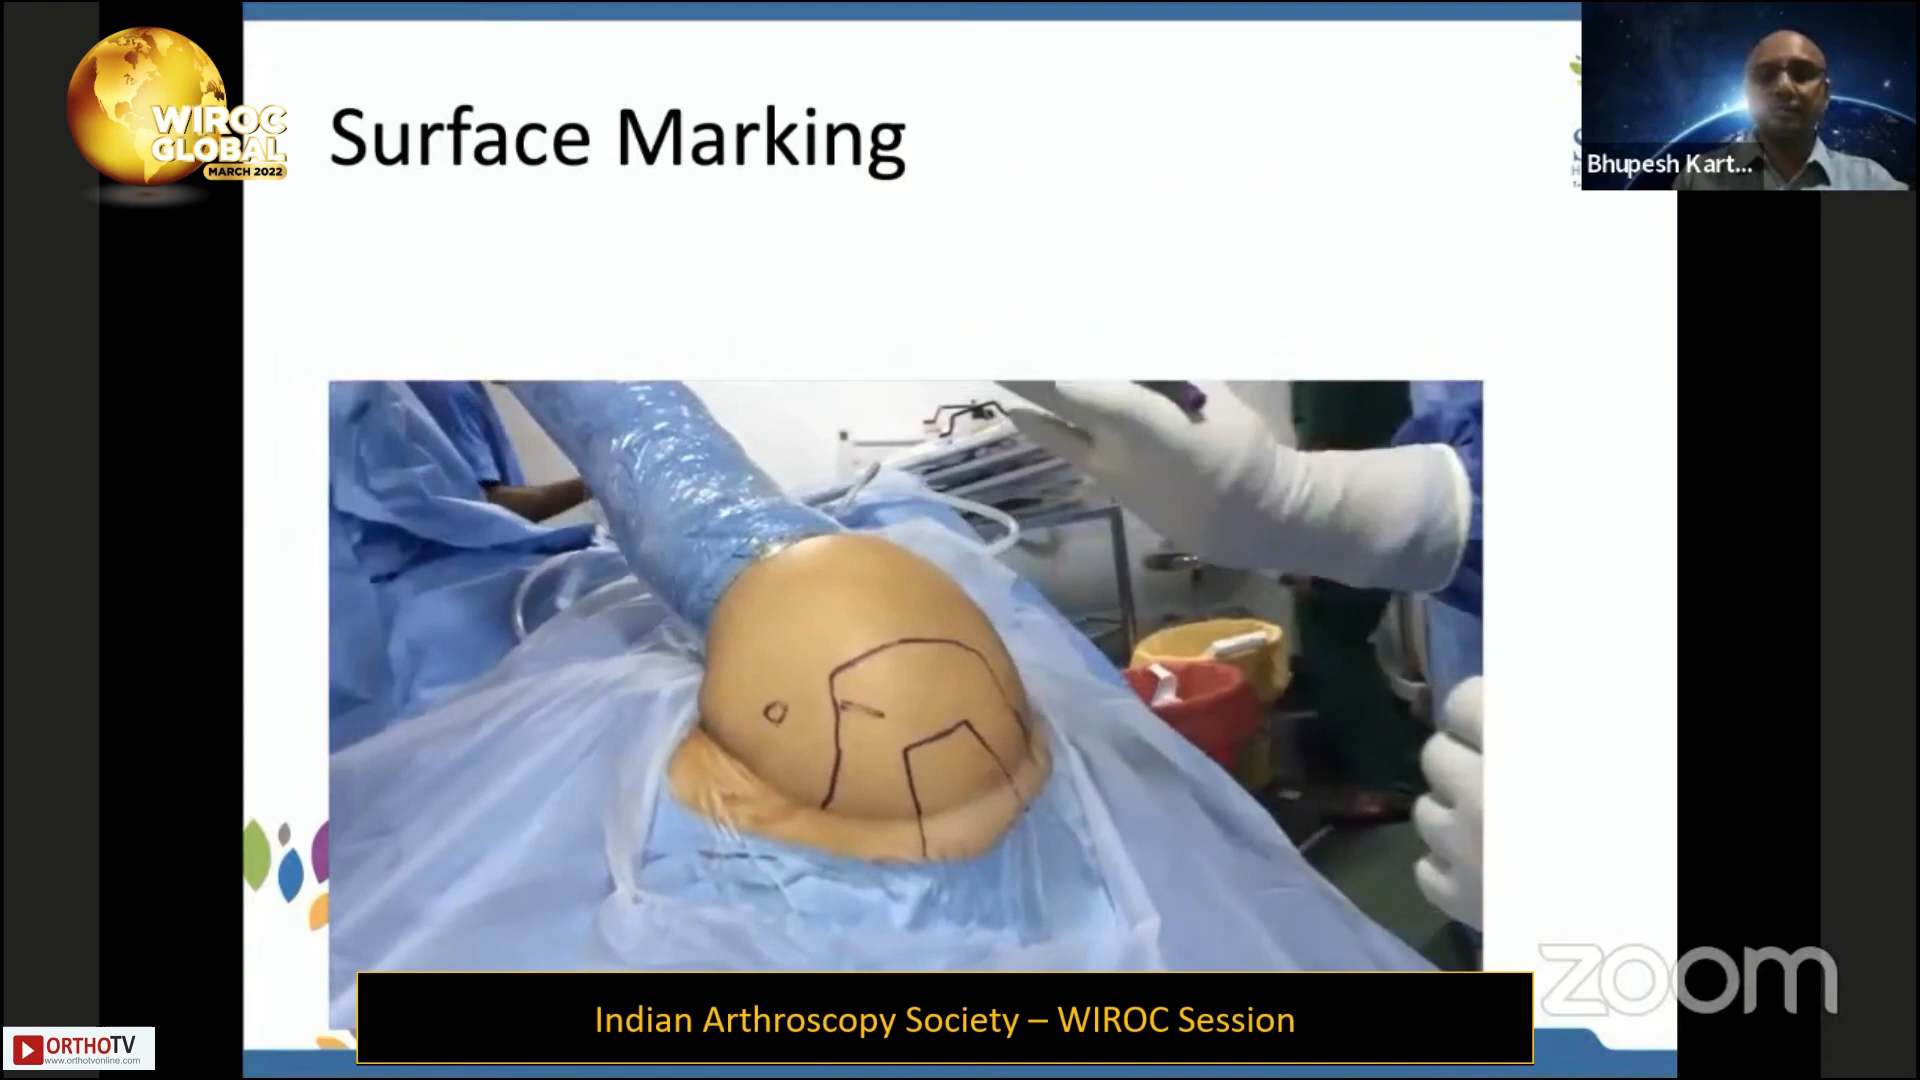 WIROC
GLOBAL
MARCH 2022
Surface Marking
Bhupesh Kart...
Indian Arthroscopy Society – WIROC Session
zoom
ORTHOTV
www.orthotvonline.com